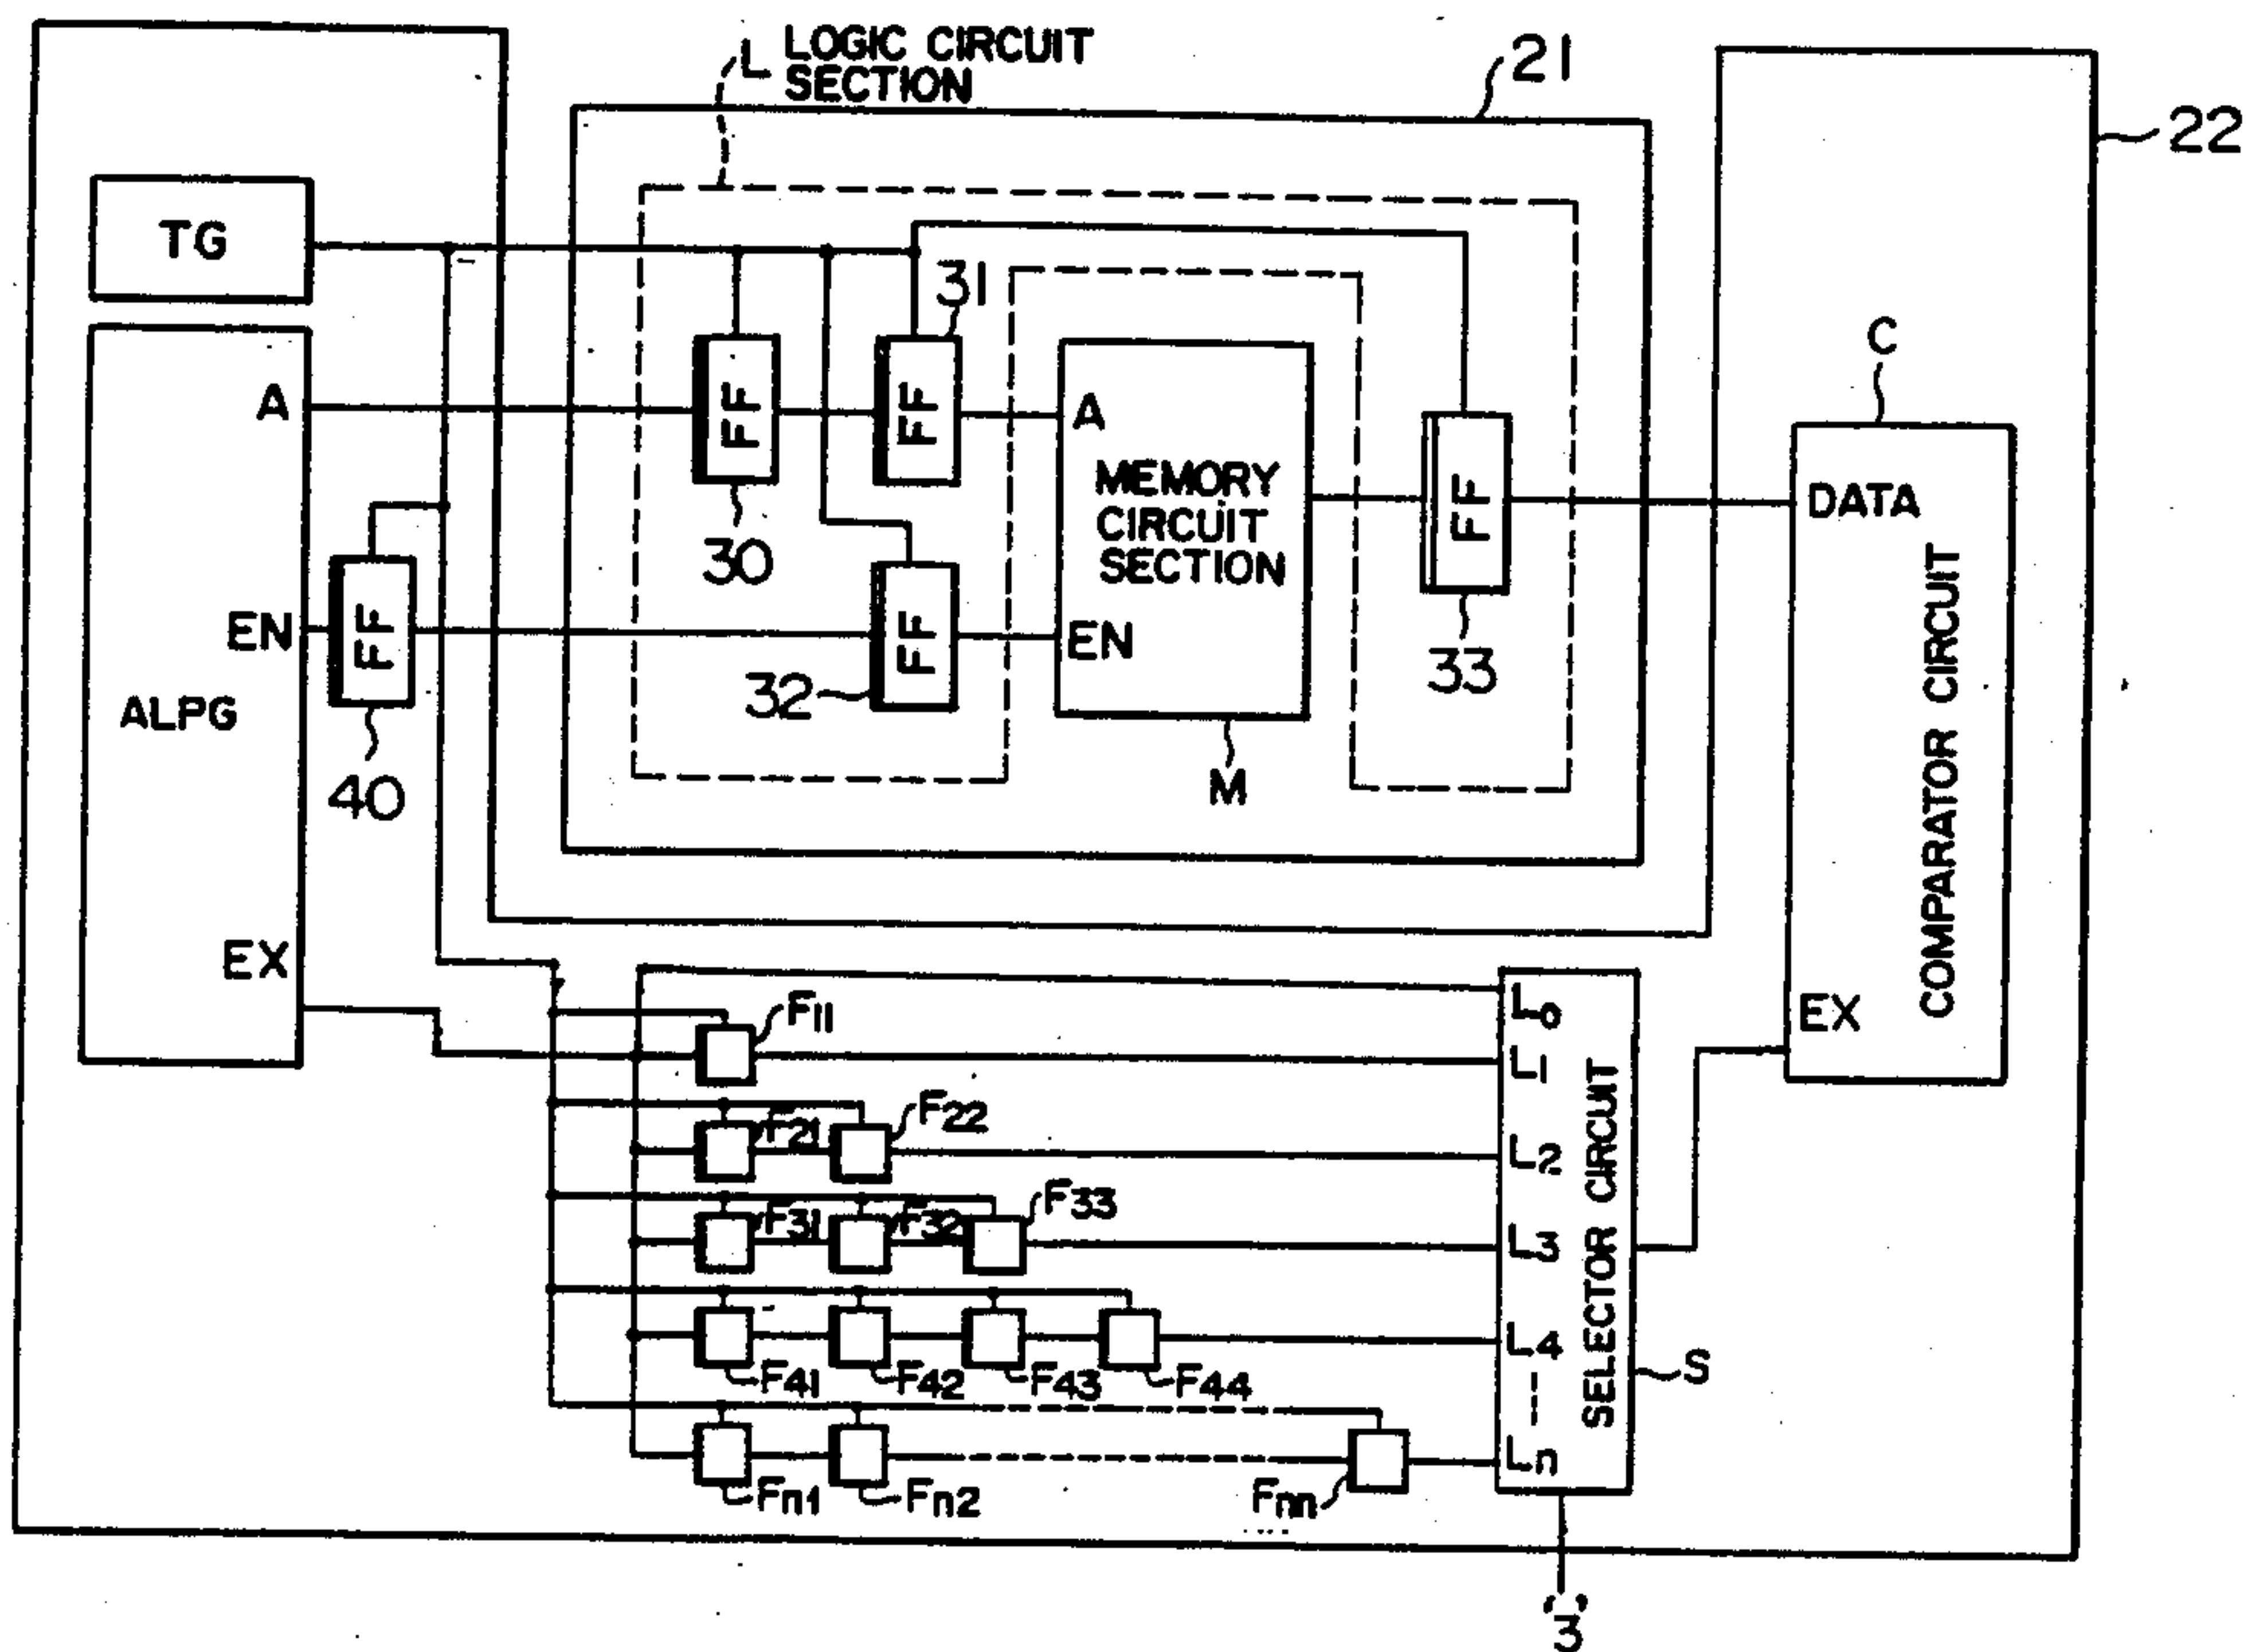 L LOGIC CIRCUIT
SECTION
21
22
TG
31
A
FF
FF
A
C
30
MEMORY
CIRCUIT
SECTION
FF
DATA
EN
FF
FF
EN
32
33
ALPG
40
M
COMPARATOR CIRCUIT
EX
EX
F11
L0
L1
F21
F22
L2
F31
F32
F33
L3
SELECTOR CIRCUIT
L4
S
F41
F42
F43
F44
Ln
Fn1
Fn2
Fnn
'3'